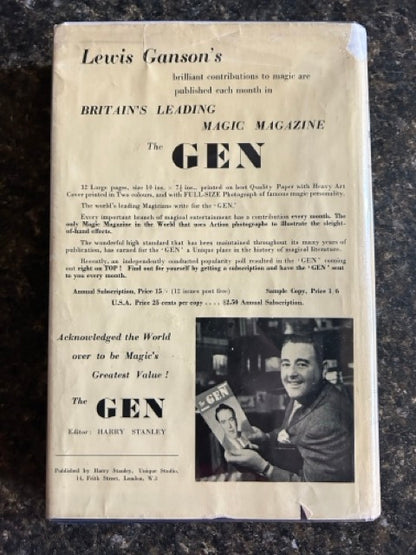 Lewis Ganson's
brilliant contributions to magic are
published each month in
BRITAIN'S LEADING
MAGIC MAGAZINE
The GEN
32 Large pages, size 10 ins. × 7½ ins., printed on best Quality Paper with Heavy Art
Cover printed in Two colours, and with FULL-SIZE Photograph of famous magic personality.
The world's leading Magicians write for the 'GEN.'
Every important branch of magical entertainment has a contribution every month. The
only Magic Magazine in the World that uses Action photographs to illustrate the sleight-
of-hand effects.
The wonderful high standard that has been maintained throughout its many years of
publication, has earned for the 'GEN' a Unique place in the history of magical literature.
Recently, an independently conducted popularity poll resulted in the 'GEN' coming
out right on TOP! Find out for yourself by getting a subscription and have the 'GEN' sent
to you every month.
Annual Subscription, Price 15/- (12 issues post free) Sample Copy, Price 1/6
U.S.A. Price 25 cents per copy .... $2.50 Annual Subscription.
Acknowledged the World
over to be Magic's
Greatest Value!
The GEN
Editor: HARRY STANLEY
The GEN
Published by Harry Stanley, Unique Studio,
14, Frith Street, London, W.1